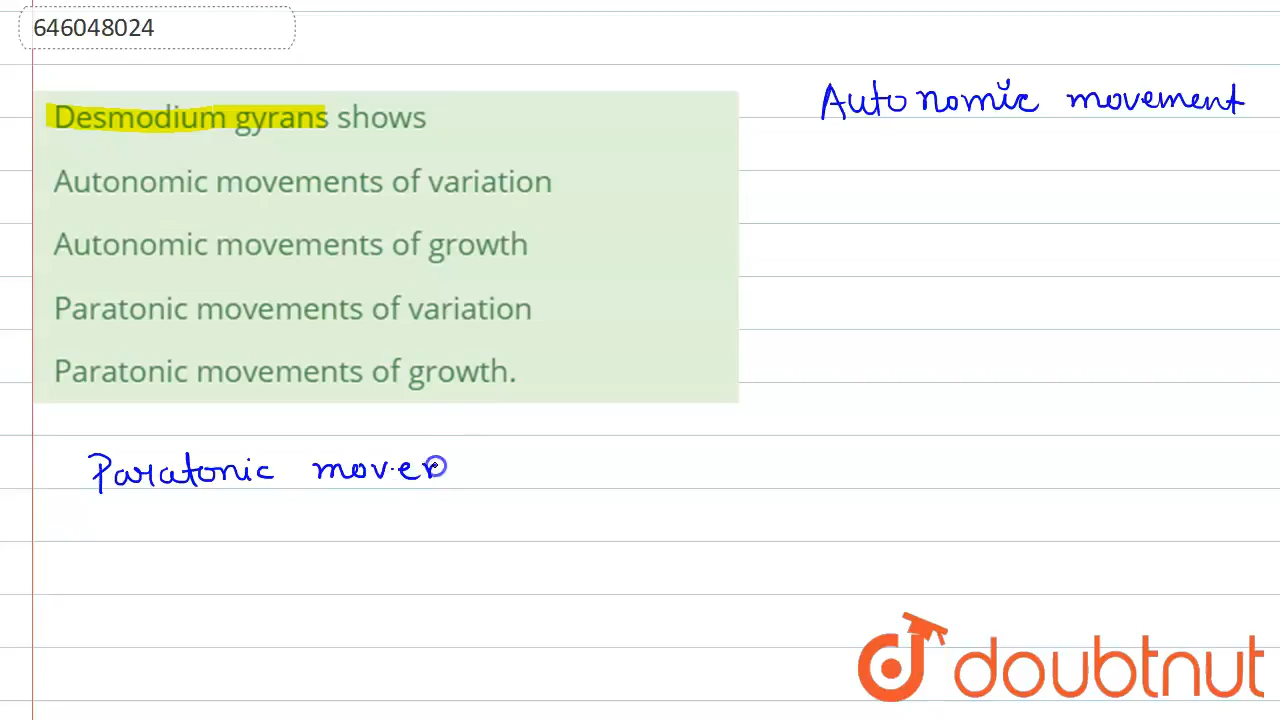 646048024
Desmodium gyrans shows
Autonomic movement
Autonomic movements of variation
Autonomic movements of growth
Paratonic movements of variation
Paratonic movements of growth.
Paratonic mover
doubtnut